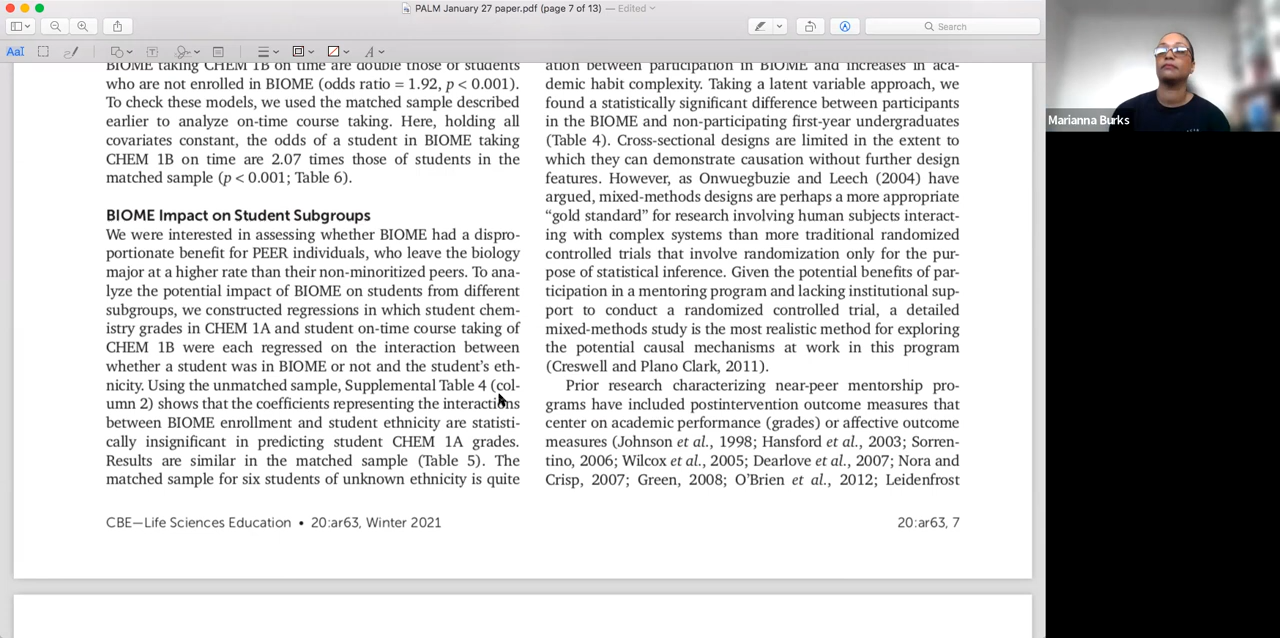 PALM January 27 paper.pdf (page 7 of 13) — Edited
Search
AaI
BIOME taking CHEM 1B on time are double those of students
who are not enrolled in BIOME (odds ratio = 1.92, p < 0.001).
To check these models, we used the matched sample described
earlier to analyze on-time course taking. Here, holding all
covariates constant, the odds of a student in BIOME taking
CHEM 1B on time are 2.07 times those of students in the
matched sample (p < 0.001; Table 6).
BIOME Impact on Student Subgroups
We were interested in assessing whether BIOME had a dispro-
portionate benefit for PEER individuals, who leave the biology
major at a higher rate than their non-minoritized peers. To ana-
lyze the potential impact of BIOME on students from different
subgroups, we constructed regressions in which student chem-
istry grades in CHEM 1A and student on-time course taking of
CHEM 1B were each regressed on the interaction between
whether a student was in BIOME or not and the student's eth-
nicity. Using the unmatched sample, Supplemental Table 4 (col-
umn 2) shows that the coefficients representing the interactions
between BIOME enrollment and student ethnicity are statisti-
cally insignificant in predicting student CHEM 1A grades.
Results are similar in the matched sample (Table 5). The
matched sample for six students of unknown ethnicity is quite
ation between participation in BIOME and increases in aca-
demic habit complexity. Taking a latent variable approach, we
found a statistically significant difference between participants
in the BIOME and non-participating first-year undergraduates
(Table 4). Cross-sectional designs are limited in the extent to
which they can demonstrate causation without further design
features. However, as Onwuegbuzie and Leech (2004) have
argued, mixed-methods designs are perhaps a more appropriate
“gold standard” for research involving human subjects interact-
ing with complex systems than more traditional randomized
controlled trials that involve randomization only for the pur-
pose of statistical inference. Given the potential benefits of par-
ticipation in a mentoring program and lacking institutional sup-
port to conduct a randomized controlled trial, a detailed
mixed-methods study is the most realistic method for exploring
the potential causal mechanisms at work in this program
(Creswell and Plano Clark, 2011).
Prior research characterizing near-peer mentorship pro-
grams have included postintervention outcome measures that
center on academic performance (grades) or affective outcome
measures (Johnson et al., 1998; Hansford et al., 2003; Sorren-
tino, 2006; Wilcox et al., 2005; Dearlove et al., 2007; Nora and
Crisp, 2007; Green, 2008; O'Brien et al., 2012; Leidenfrost
CBE—Life Sciences Education • 20:ar63, Winter 2021
20:ar63, 7
Marianna Burks